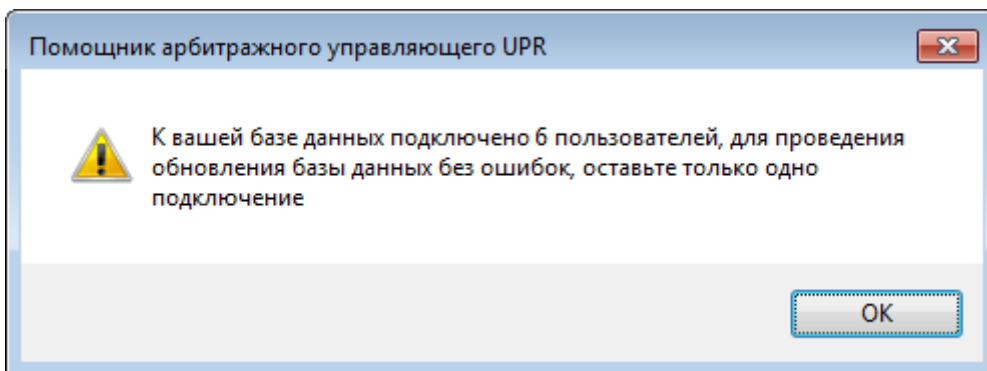 Помощник арбитражного управляющего UPR
К вашей базе данных подключено 6 пользователей, для проведения
обновления базы данных без ошибок, оставьте только одно
подключение
OK